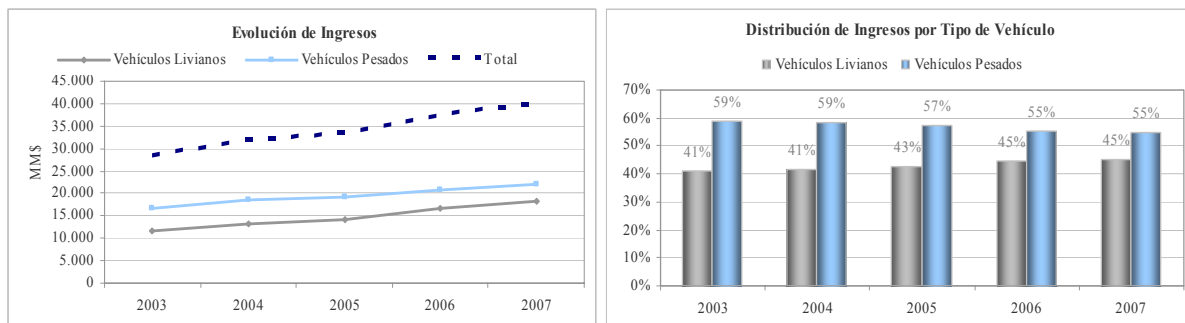 Evolución de Ingresos
Vehículos Livianos Vehículos Pesados Total
45.000
40.000
35.000
30.000
25.000
20.000
15.000
10.000
5.000
0
MM$
2003 2004 2005 2006 2007
Distribución de Ingresos por Tipo de Vehículo
Vehículos Livianos Vehículos Pesados
70%
60%
50%
40%
30%
20%
10%
0%
41% 59% 41% 59% 43% 57% 45% 55% 45% 55%
2003 2004 2005 2006 2007